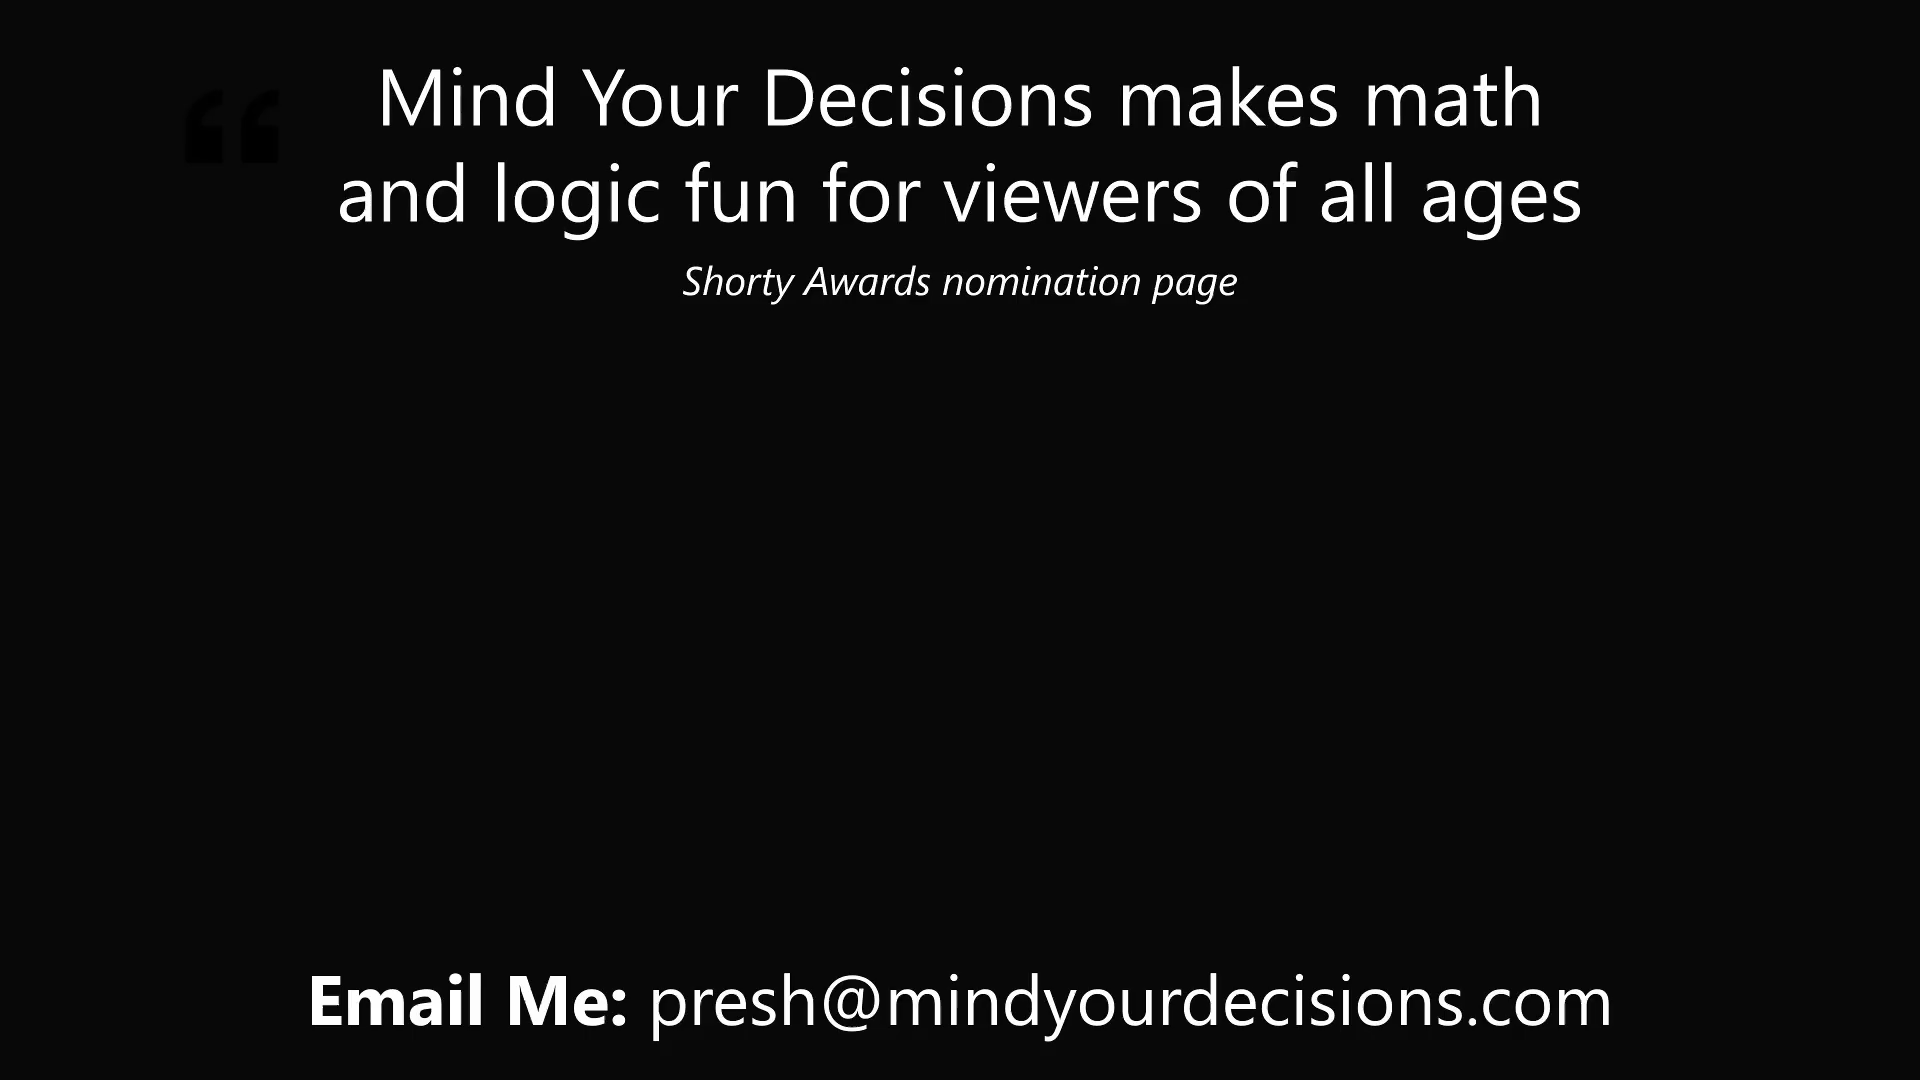 “
Mind Your Decisions makes math
and logic fun for viewers of all ages
Shorty Awards nomination page
Email Me: presh@mindyourdecisions.com